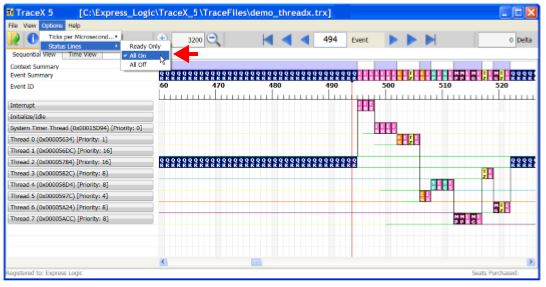 TraceX 5 [C:\Express_Logic\TraceX_5\TraceFiles\demo_threadx.trx]
File View Options Help
Ticks per Microsecond...
3200
494 Event
0 Delta
Status Lines
Ready Only
All On
All Off
Sequential View Time View
Context Summary
Event Summary
Event ID
60 470 480 490 500 510 520
Interrupt
Initialize/Idle
System Timer Thread (0x00015D94) [Priority: 0]
Thread 0 (0x00005634) [Priority: 1]
Thread 1 (0x000056DC) [Priority: 16]
Thread 2 (0x00005784) [Priority: 16]
Thread 3 (0x0000582C) [Priority: 8]
Thread 4 (0x000058D4) [Priority: 8]
Thread 5 (0x0000597C) [Priority: 4]
Thread 6 (0x00005A24) [Priority: 8]
Thread 7 (0x00005ACC) [Priority: 8]
Registered to: Express Logic
Seats Purchased: